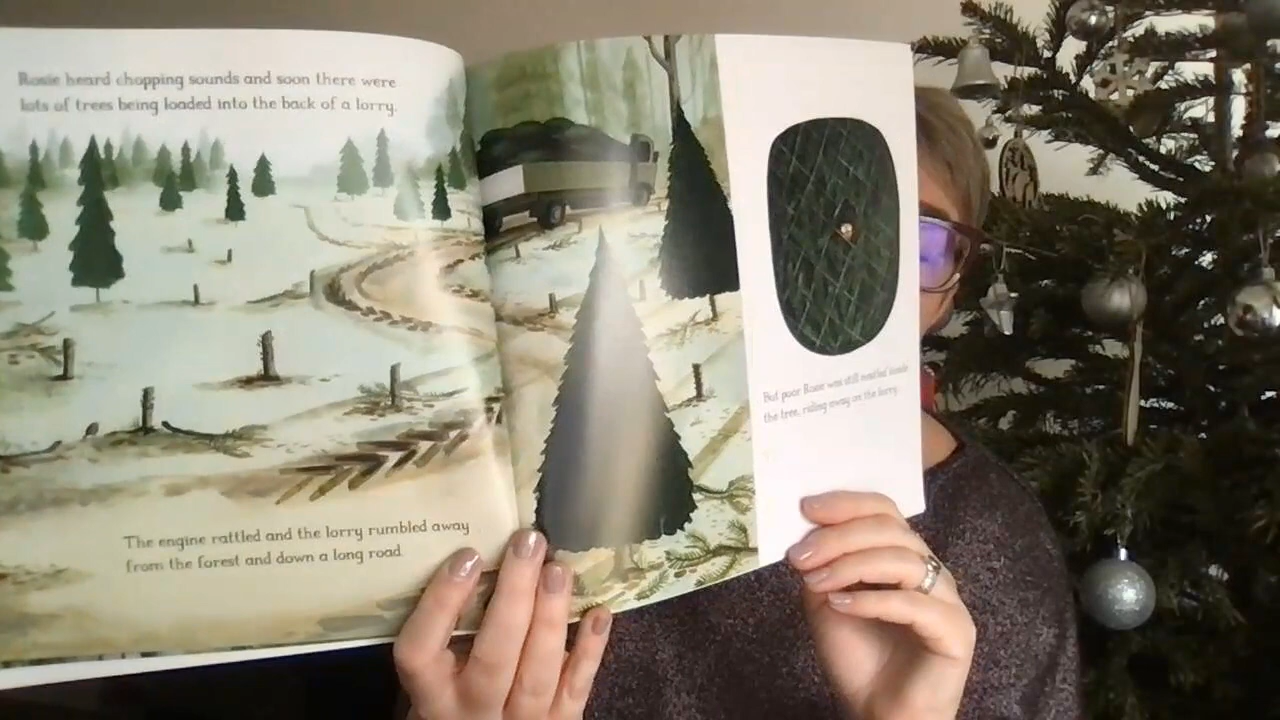 Rosie heard chopping sounds and soon there were
lots of trees being loaded into the back of a lorry.
The engine rattled and the lorry rumbled away
from the forest and down a long road.
But poor Rosie was still nestled inside
the tree, riding away on the lorry.